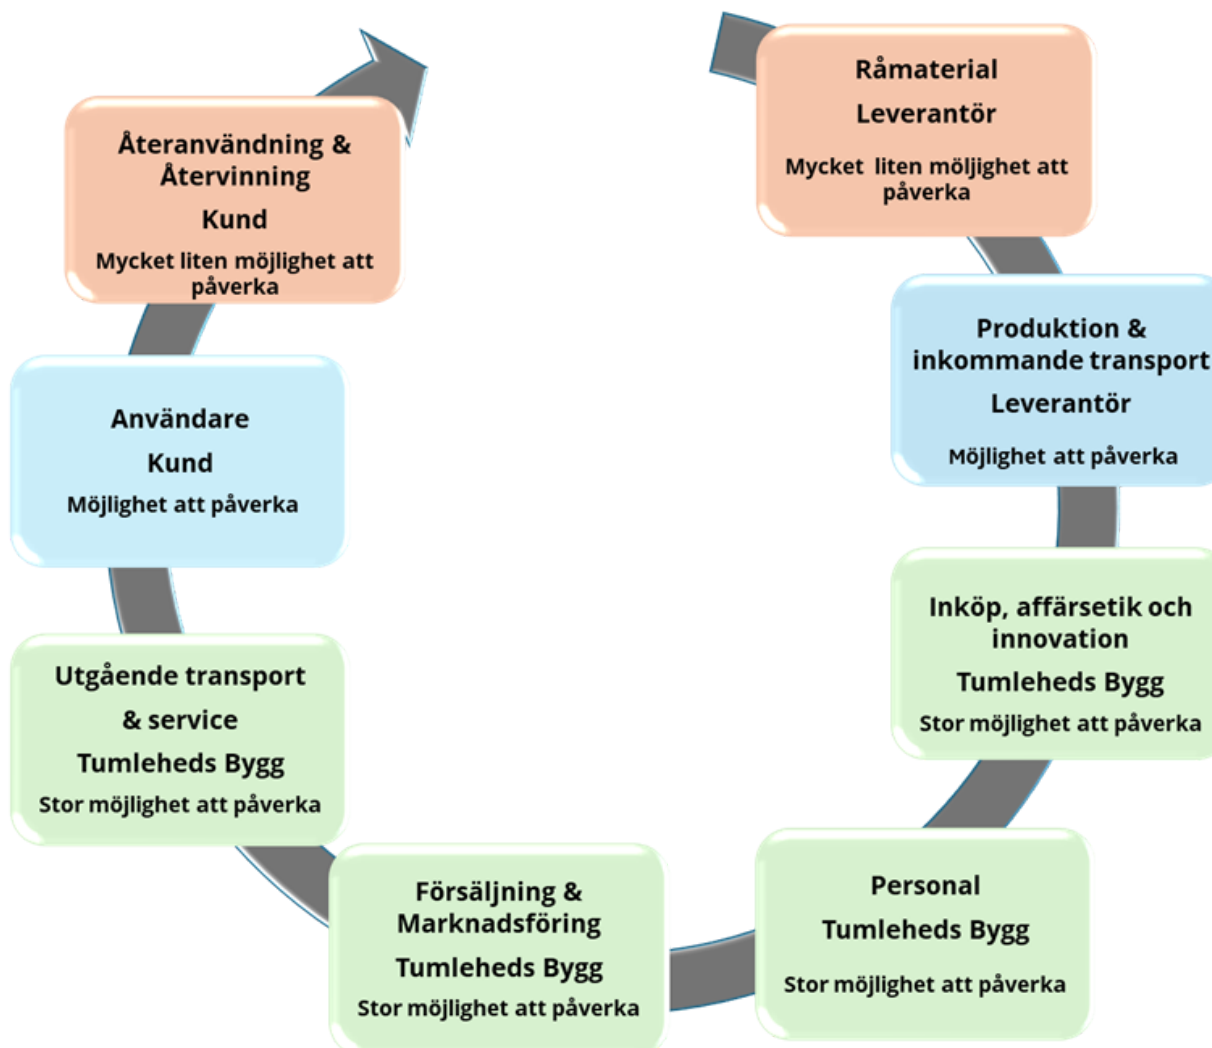 Råmaterial
Leverantör
Mycket liten möljighet att
påverka
Produktion &
inkommande transport
Leverantör
Möjlighet att påverka
Inköp, affärsetik och
innovation
Tumleheds Bygg
Stor möjlighet att påverka
Personal
Tumleheds Bygg
Stor möjlighet att påverka
Försäljning &
Marknadsföring
Tumleheds Bygg
Stor möjlighet att påverka
Utgående transport
& service
Tumleheds Bygg
Stor möjlighet att påverka
Användare
Kund
Möjlighet att påverka
Återanvändning &
Återvinning
Kund
Mycket liten möjlighet att
påverka